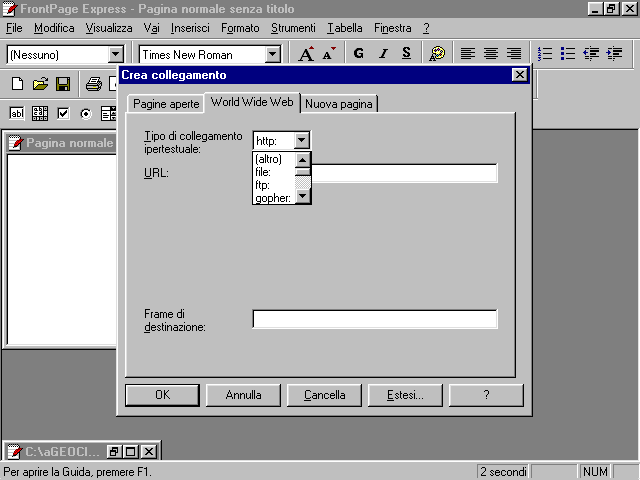 FrontPage Express - Pagina normale senza titolo
File Modifica Visualizza Vai Inserisci Formato Strumenti Tabella Finestra ?
(Nessuno) Times New Roman A A G I S
Crea collegamento
Pagine aperte World Wide Web Nuova pagina
Pagina normale
Tipo di collegamento
ipertestuale:
http:
(altro)
URL:
file:
ftp:
gopher:
Frame di
destinazione:
OK Annulla Cancella Estesi... ?
C:\aGEOCI...
Per aprire la Guida, premere F1. 2 secondi NUM